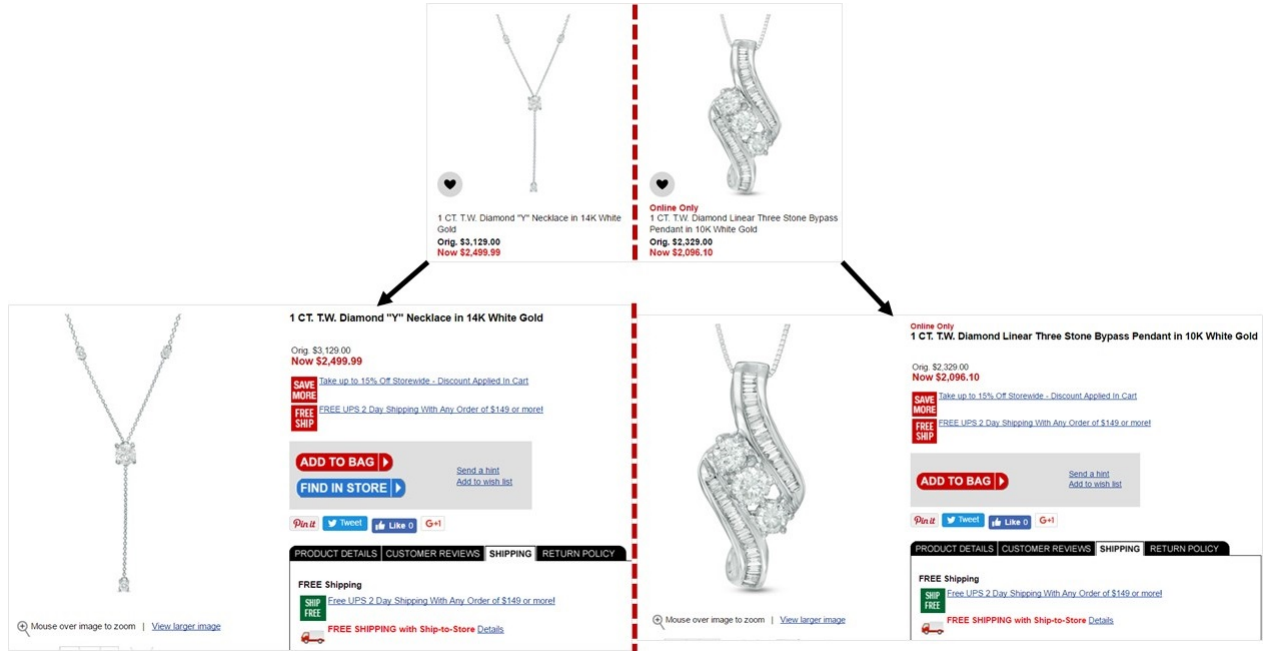 1 CT. T.W. Diamond "Y" Necklace in 14K White
Gold
Orig. $3,129.00
Now $2,499.99
Online Only
1 CT. T.W. Diamond Linear Three Stone Bypass
Pendant in 10K White Gold
Orig. $2,329.00
Now $2,096.10
1 CT. T.W. Diamond "Y" Necklace in 14K White Gold
Orig. $3,129.00
Now $2,499.99
SAVE
MORE
Take up to 15% Off Storewide - Discount Applied In Cart
FREE
SHIP
FREE UPS 2 Day Shipping With Any Order of $149 or more!
ADD TO BAG
FIND IN STORE
Send a hint
Add to wish list
Pin it
Tweet
Like 0
G+1
PRODUCT DETAILS
CUSTOMER REVIEWS
SHIPPING
RETURN POLICY
FREE Shipping
SHIP
FREE
Free UPS 2 Day Shipping With Any Order of $149 or more!
FREE SHIPPING with Ship-to-Store Details
Mouse over image to zoom | View larger image
Online Only
1 CT. T.W. Diamond Linear Three Stone Bypass Pendant in 10K White Gold
Orig. $2,329.00
Now $2,096.10
SAVE
MORE
Take up to 15% Off Storewide - Discount Applied In Cart
FREE
SHIP
FREE UPS 2 Day Shipping With Any Order of $149 or more!
ADD TO BAG
Send a hint
Add to wish list
Pin it
Tweet
Like 0
G+1
PRODUCT DETAILS
CUSTOMER REVIEWS
SHIPPING
RETURN POLICY
FREE Shipping
SHIP
FREE
Free UPS 2 Day Shipping With Any Order of $149 or more!
FREE SHIPPING with Ship-to-Store Details
Mouse over image to zoom | View larger image